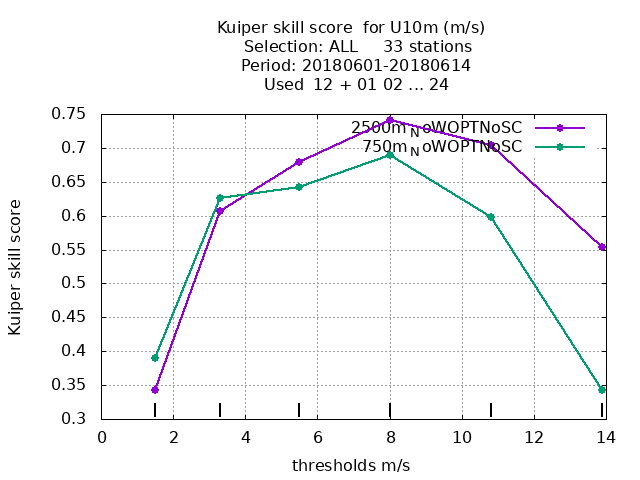 Kuiper skill score  for U10m (m/s)
Selection: ALL     33 stations
Period: 20180601-20180614
Used  12 + 01 02 ... 24
2500m_NoWOPTNoSC
750m_NoWOPTNoSC
0.75
0.7
0.65
0.6
0.55
0.5
0.45
0.4
0.35
0.3
Kuiper skill score
0 2 4 6 8 10 12 14
thresholds m/s